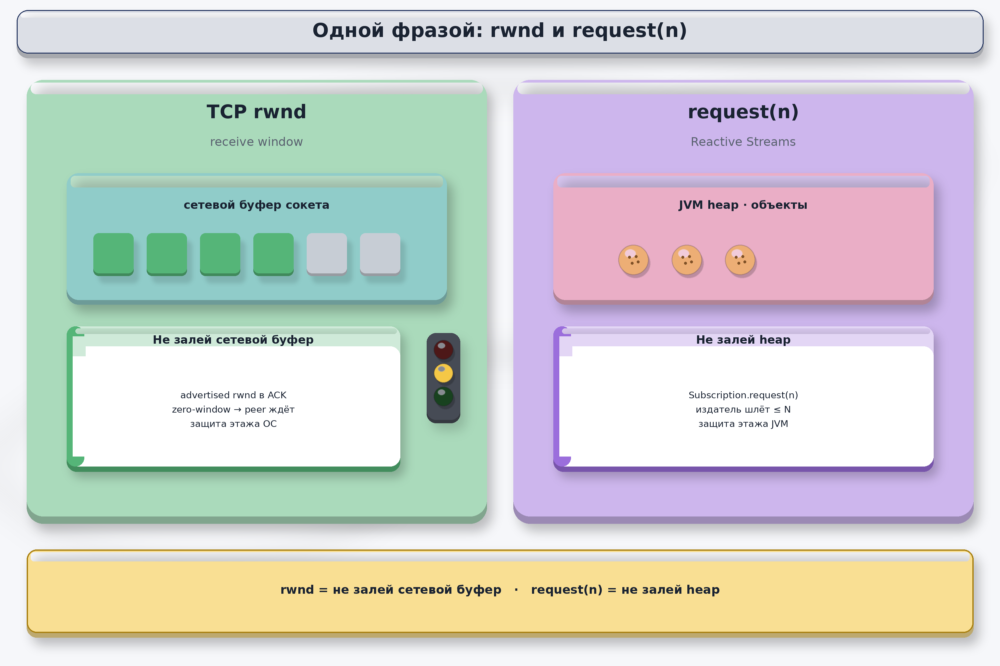 Одной фразой: rwnd и request(n)
TCP rwnd
receive window
сетевой буфер сокета
Не залей сетевой буфер
advertised rwnd в ACK
zero-window → peer ждёт
защита этажа ОС
request(n)
Reactive Streams
JVM heap · объекты
Не залей heap
Subscription.request(n)
издатель шлёт ≤ N
защита этажа JVM
rwnd = не залей сетевой буфер · request(n) = не залей heap